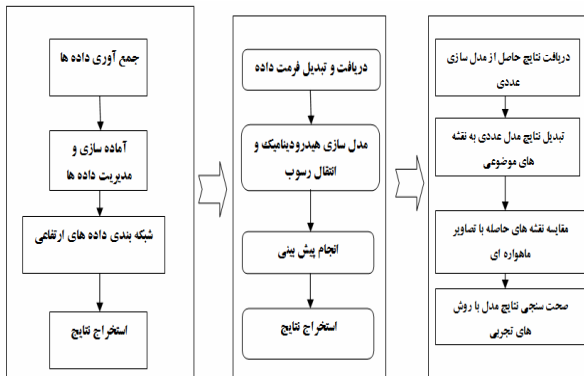 جمع آوری داده ها
آماده سازی و
مدیریت داده ها
شبکه بندی داده های ارتفاعی
استخراج نتایج
دریافت و تبدیل فرمت داده
مدل سازی هیدرودینامیک و
انتقال رسوب
انجام پیش بینی
استخراج نتایج
دریافت نتایج حاصل از مدل سازی
عددی
تبدیل نتایج مدل عددی به نقشه
های موضوعی
مقایسه نقشه های حاصله با تصاویر
ماهواره ای
صحت سنجی نتایج مدل با روش
های تجربی